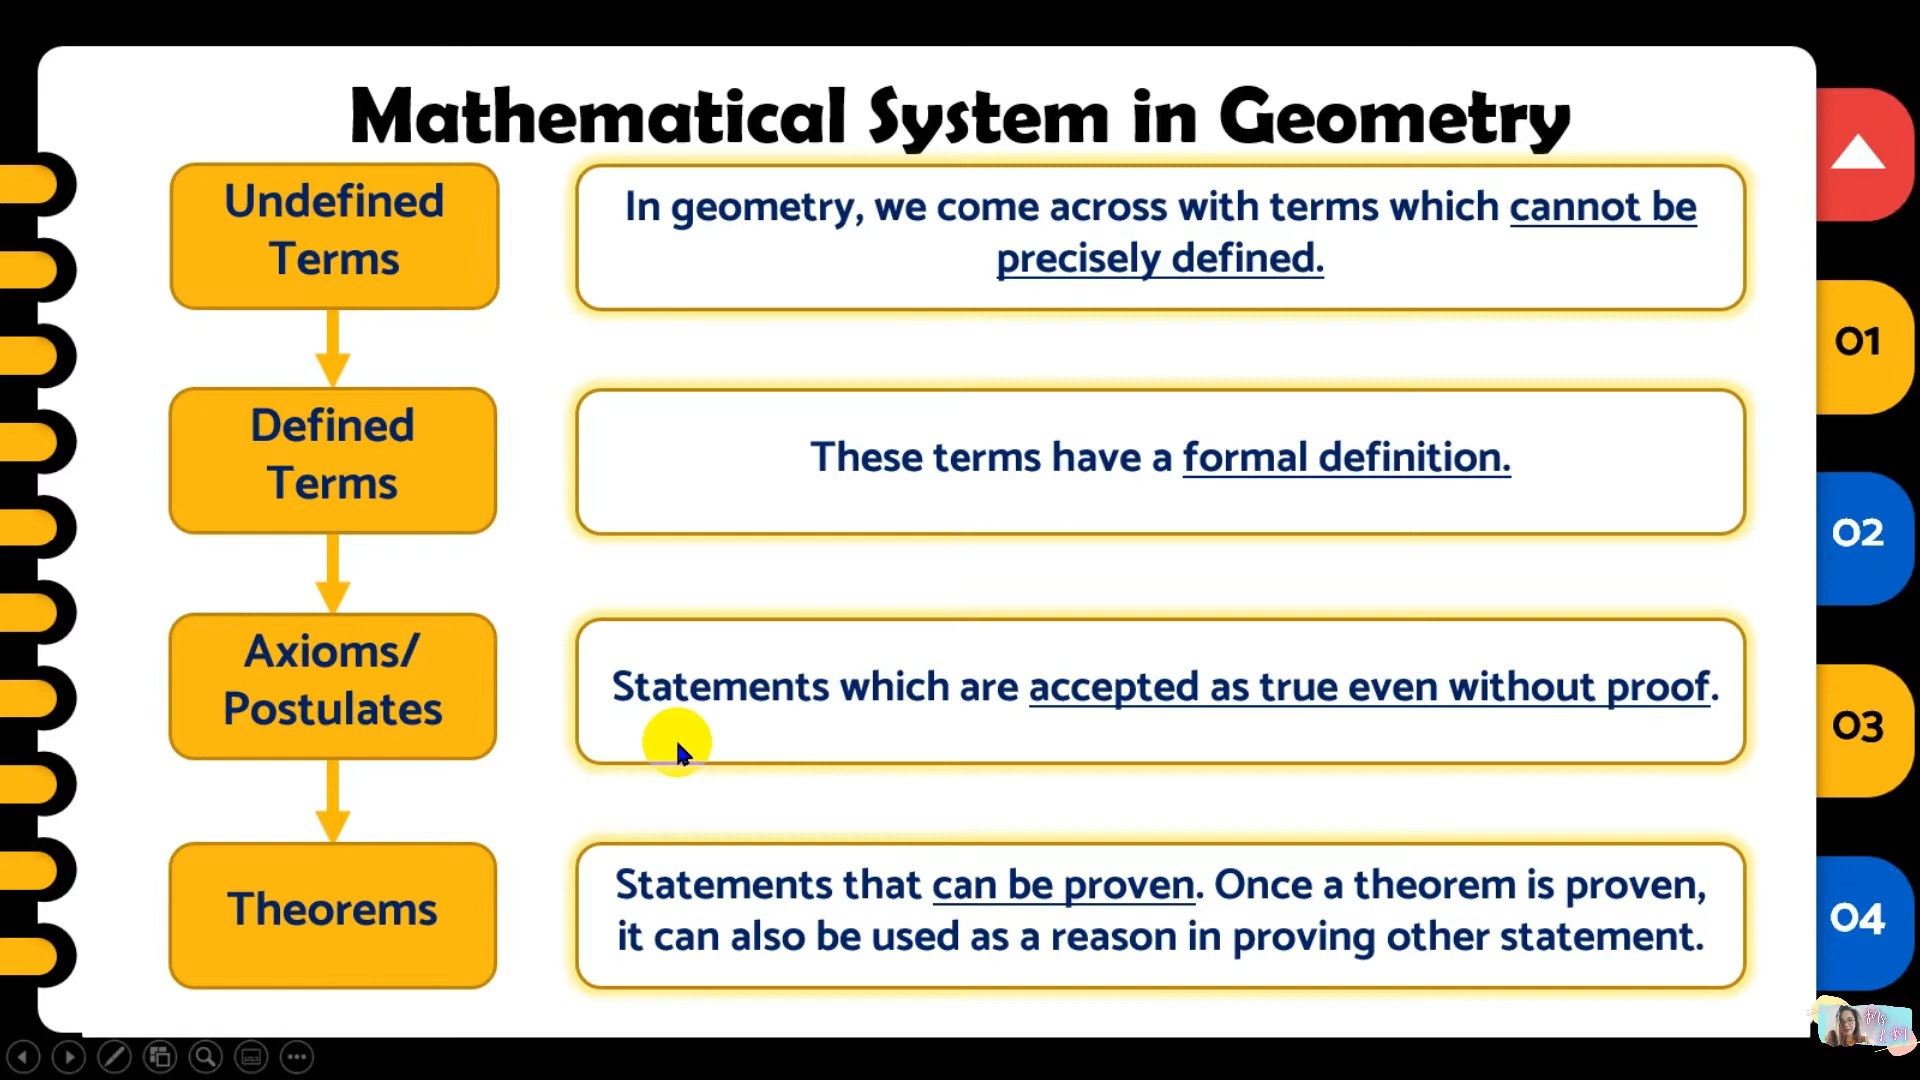 Mathematical System in Geometry
Undefined
Terms
In geometry, we come across with terms which cannot be
precisely defined.
Defined
Terms
These terms have a formal definition.
Axioms/
Postulates
Statements which are accepted as true even without proof.
Theorems
Statements that can be proven. Once a theorem is proven,
it can also be used as a reason in proving other statement.
01
02
03
04
Ms
LM